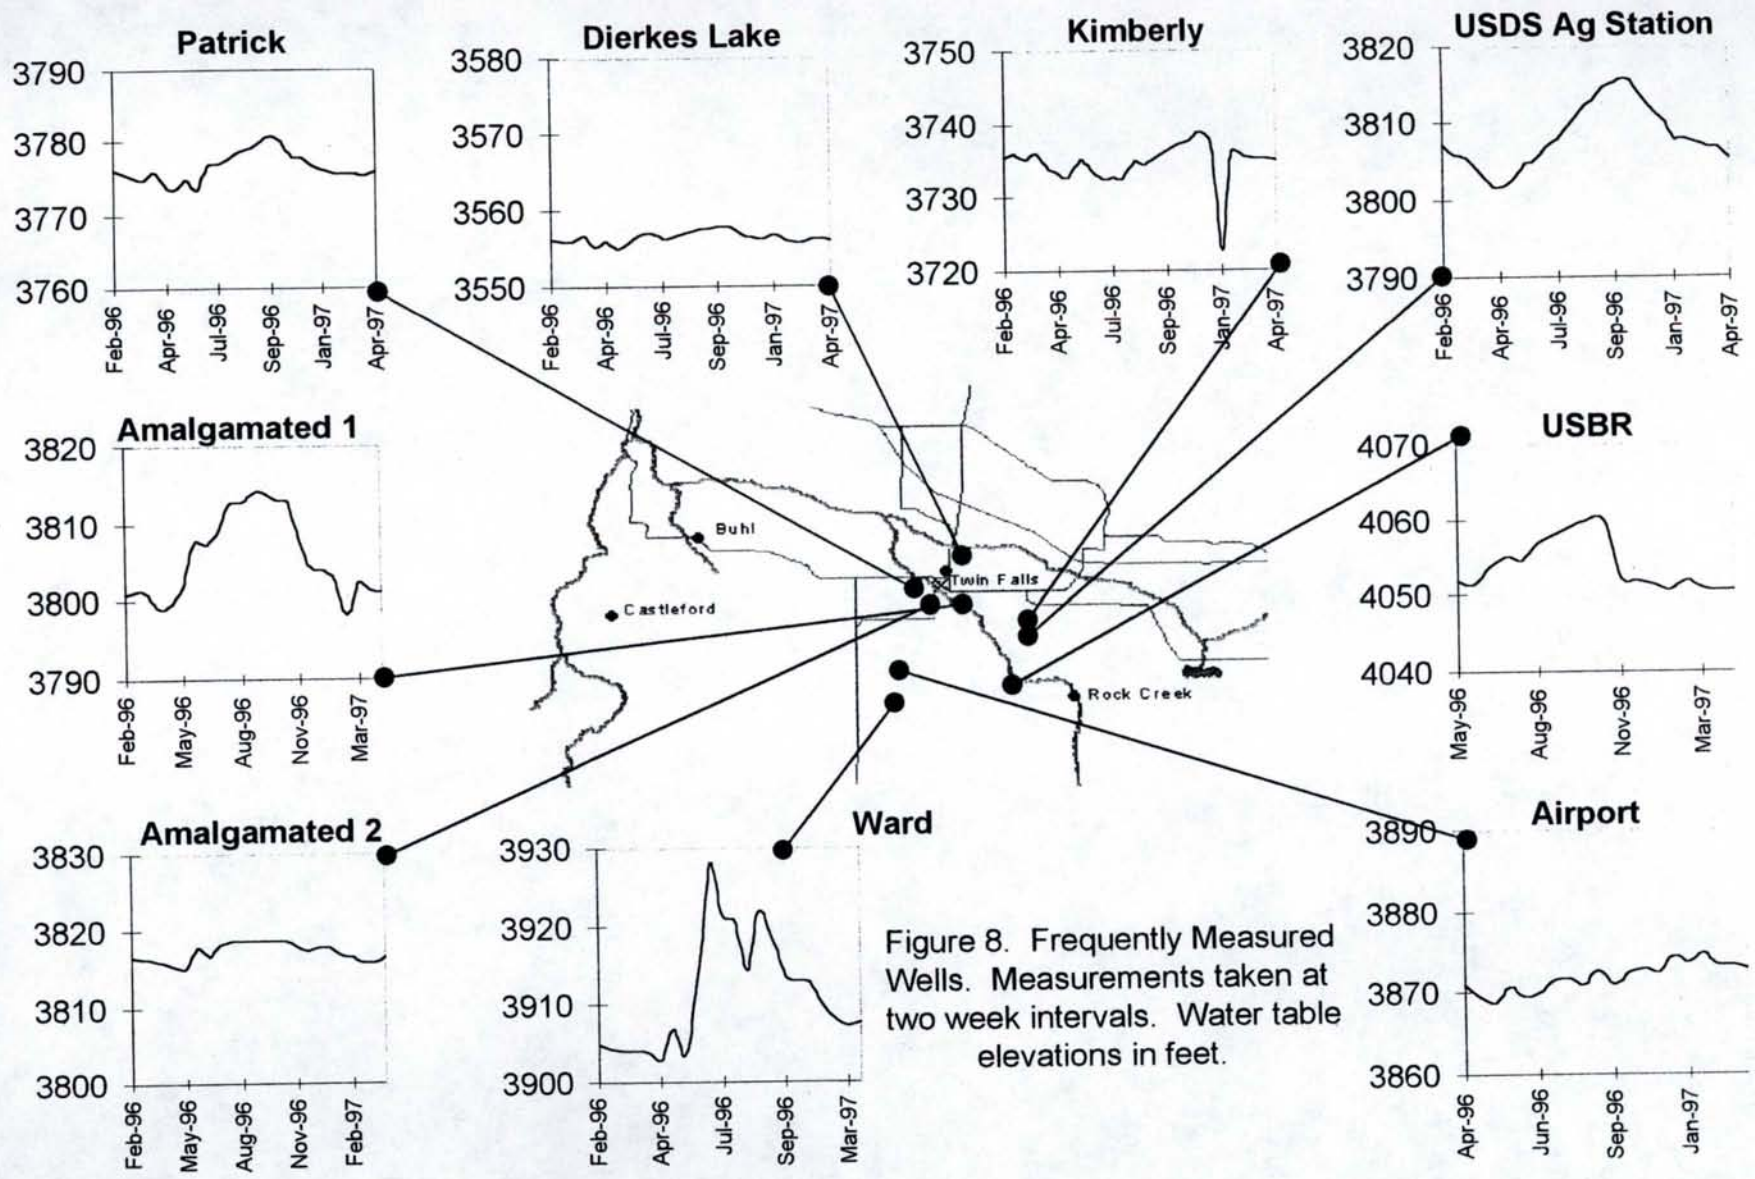 Patrick
3790
3780
3770
3760
Feb-96
Apr-96
Jul-96
Sep-96
Jan-97
Apr-97
Dierkes Lake
3580
3570
3560
3550
Feb-96
Apr-96
Jul-96
Sep-96
Jan-97
Apr-97
Kimberly
3750
3740
3730
3720
Feb-96
Apr-96
Jul-96
Sep-96
Jan-97
Apr-97
USDS Ag Station
3820
3810
3800
3790
Feb-96
Apr-96
Jul-96
Sep-96
Jan-97
Apr-97
Amalgamated 1
3820
3810
3800
3790
Feb-96
May-96
Aug-96
Nov-96
Mar-97
Buhl
Castleford
Twin Falls
Rock Creek
USBR
4070
4060
4050
4040
May-96
Aug-96
Nov-96
Mar-97
Amalgamated 2
3830
3820
3810
3800
Feb-96
May-96
Aug-96
Nov-96
Feb-97
Ward
3930
3920
3910
3900
Feb-96
Apr-96
Jul-96
Sep-96
Mar-97
Figure 8. Frequently Measured
Wells. Measurements taken at
two week intervals. Water table
elevations in feet.
Airport
3890
3880
3870
3860
Apr-96
Jun-96
Sep-96
Jan-97